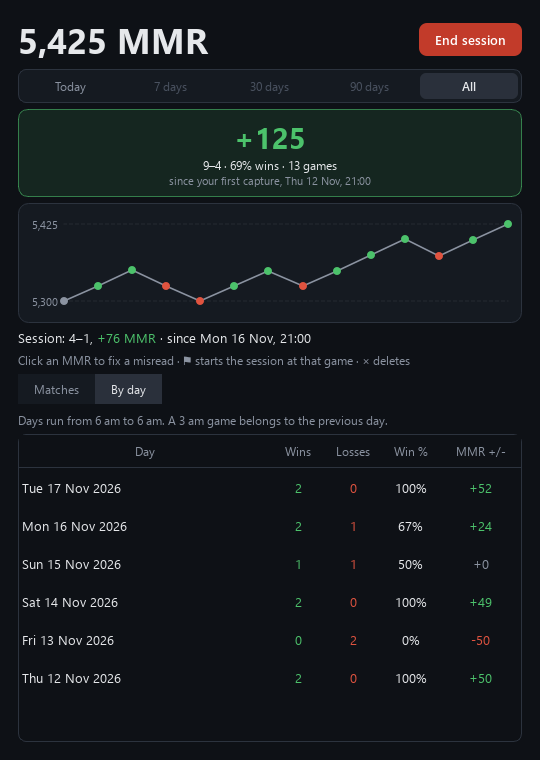 5,425 MMR
End session
Today 7 days 30 days 90 days All
+125
9–4 · 69% wins · 13 games
since your first capture, Thu 12 Nov, 21:00
5,425
5,300
Session: 4–1, +76 MMR · since Mon 16 Nov, 21:00
Click an MMR to fix a misread · ⚑ starts the session at that game · × deletes
Matches By day
Days run from 6 am to 6 am. A 3 am game belongs to the previous day.
Day Wins Losses Win % MMR +/-
Tue 17 Nov 2026 2 0 100% +52
Mon 16 Nov 2026 2 1 67% +24
Sun 15 Nov 2026 1 1 50% +0
Sat 14 Nov 2026 2 0 100% +49
Fri 13 Nov 2026 0 2 0% -50
Thu 12 Nov 2026 2 0 100% +50